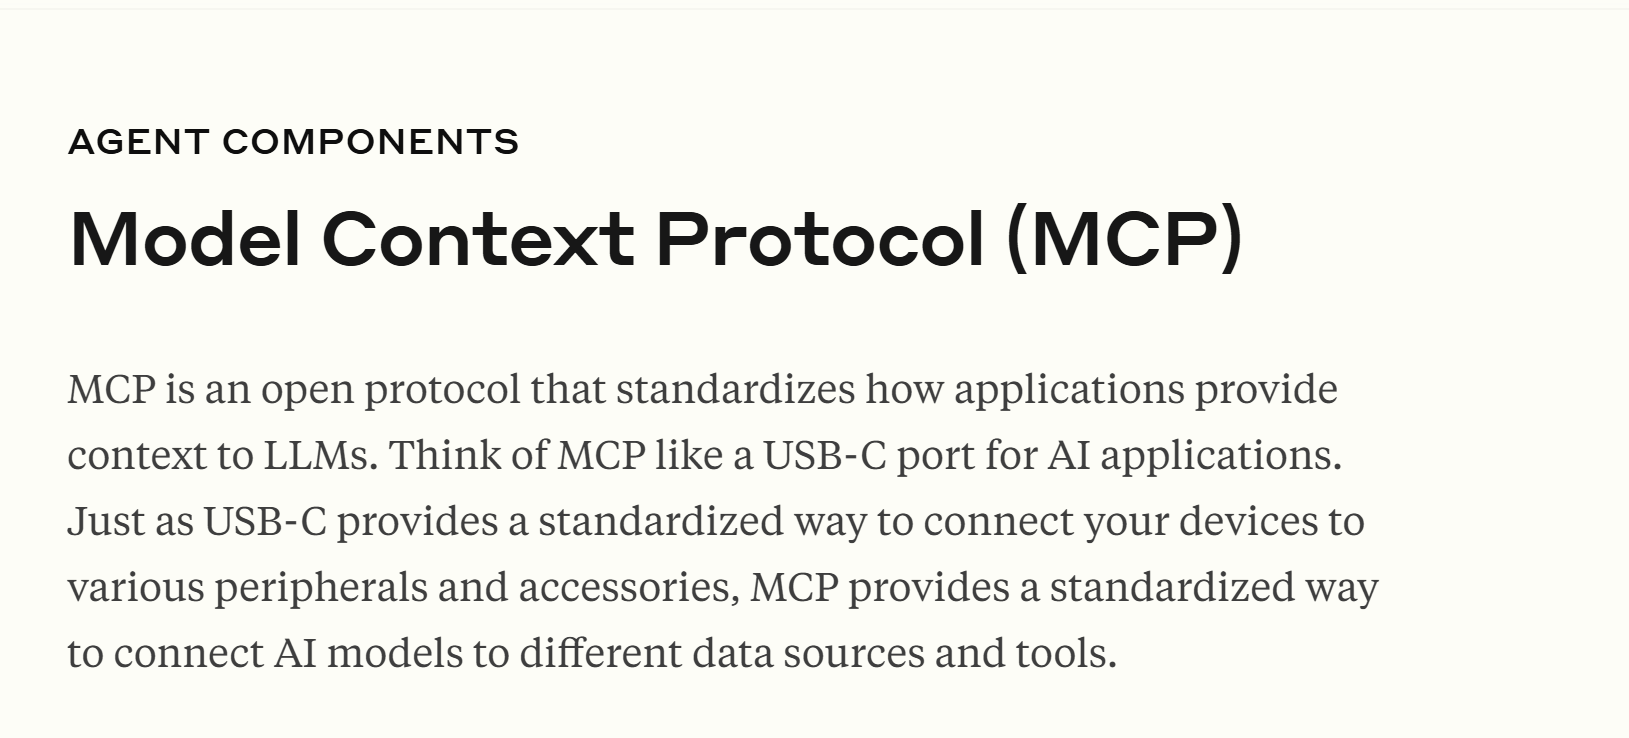 AGENT COMPONENTS
Model Context Protocol (MCP)
MCP is an open protocol that standardizes how applications provide
context to LLMs. Think of MCP like a USB-C port for AI applications.
Just as USB-C provides a standardized way to connect your devices to
various peripherals and accessories, MCP provides a standardized way
to connect AI models to different data sources and tools.